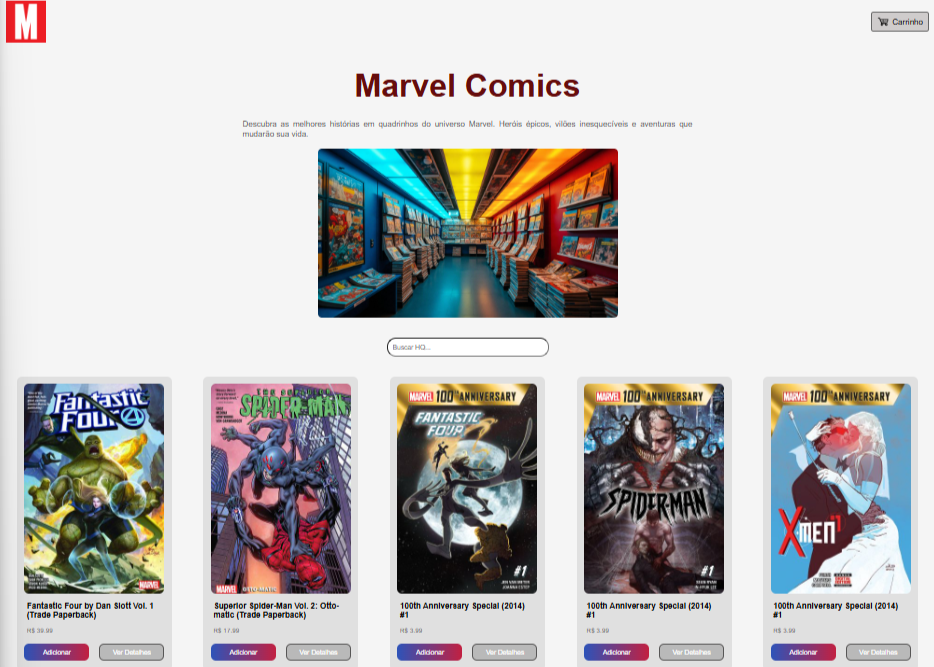 M
Carrinho
Marvel Comics
Descubra as melhores histórias em quadrinhos do universo Marvel. Heróis épicos, vilões inesquecíveis e aventuras que
mudarão sua vida.
Buscar HQ...
Fantastic
Four
MARVEL
Fantastic Four by Dan Slott Vol. 1
(Trade Paperback)
R$ 39.99
Adicionar
Ver Detalhes
SPIDER-MAN
MARVEL
OTTO-MATIC
Superior Spider-Man Vol. 2: Otto-
matic (Trade Paperback)
R$ 17.99
Adicionar
Ver Detalhes
MARVEL 100TH ANNIVERSARY
FANTASTIC
FOUR
#1
100th Anniversary Special (2014)
#1
R$ 3.99
Adicionar
Ver Detalhes
MARVEL 100TH ANNIVERSARY
SPIDER-MAN
#1
100th Anniversary Special (2014)
#1
R$ 3.99
Adicionar
Ver Detalhes
MARVEL 100TH ANNIVERSARY
X-MEN
100th Anniversary Special (2014)
#1
R$ 3.99
Adicionar
Ver Detalhes